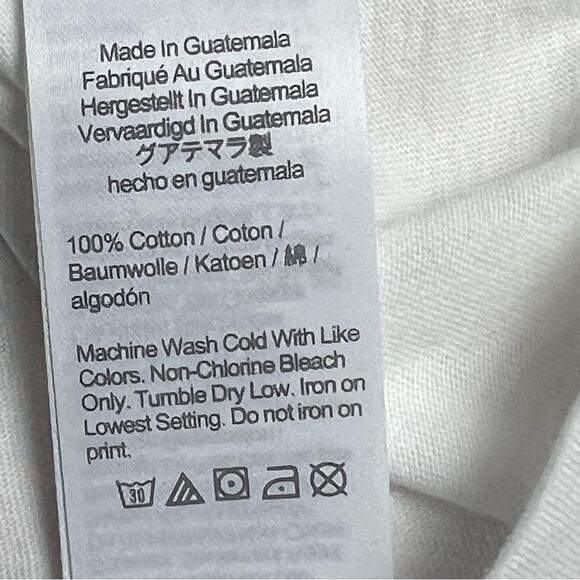 Made In Guatemala
Fabriqué Au Guatemala
Hergestellt In Guatemala
Vervaardigd In Guatemala
グアテマラ製
hecho en guatemala
100% Cotton / Coton /
Baumwolle / Katoen / 綿 /
algodón
Machine Wash Cold With Like
Colors. Non-Chlorine Bleach
Only. Tumble Dry Low. Iron on
Lowest Setting. Do not iron on
print.
30